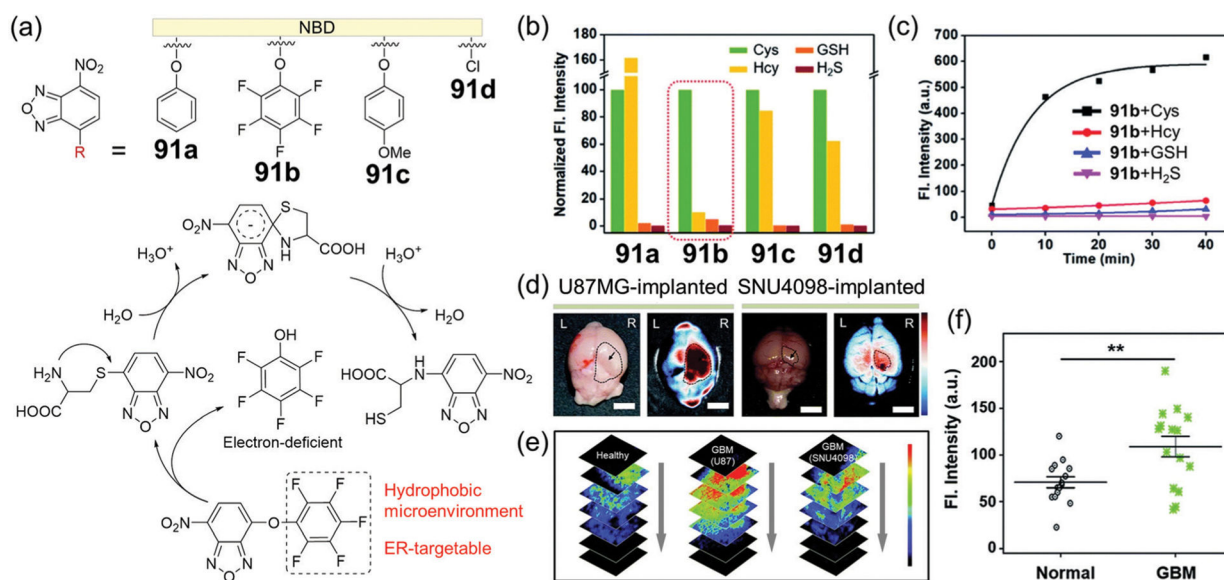 (a)
NBD
NO₂
O
N
N
R
=
O
91a
O
F
F
F
F
F
91b
O
OMe
91c
Cl
91d
S
NO₂
-
N
H
COOH
N
N
O
H₃O⁺
H₂O
H₃O⁺
H₂O
H₂N
S
NO₂
HOOC
N
N
O
OH
F
F
F
F
F
Electron-deficient
H
N
NO₂
HOOC
HS
N
N
O
NO₂
O
N
N
O
F
F
F
F
F
Hydrophobic
microenvironment
ER-targetable
(b)
Normalized Fl. Intensity
180
160
100
80
60
40
20
0
Cys
Hcy
GSH
H₂S
91a
91b
91c
91d
(c)
Fl. Intensity (a.u.)
700
600
500
400
300
200
100
0
91b+Cys
91b+Hcy
91b+GSH
91b+H₂S
0
10
20
30
40
Time (min)
(d)
U87MG-implanted
SNU4098-implanted
L
R
L
R
L
R
L
R
(e)
Healthy
GBM
(U87)
GBM
(SNU4098)
(f)
Fl. Intensity (a.u.)
200
150
100
50
0
**
Normal
GBM